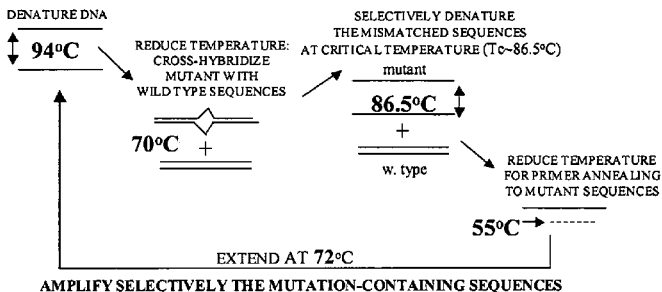 DENATURE DNA
94°C
REDUCE TEMPERATURE:
CROSS-HYBRIDIZE
MUTANT WITH
WILD TYPE SEQUENCES
70°C
+
SELECTIVELY DENATURE
THE MISMATCHED SEQUENCES
AT CRITICAL TEMPERATURE (Tc~86.5°C)
mutant
86.5°C
+
w. type
REDUCE TEMPERATURE
FOR PRIMER ANNEALING
TO MUTANT SEQUENCES
55°C
EXTEND AT 72°C
AMPLIFY SELECTIVELY THE MUTATION-CONTAINING SEQUENCES